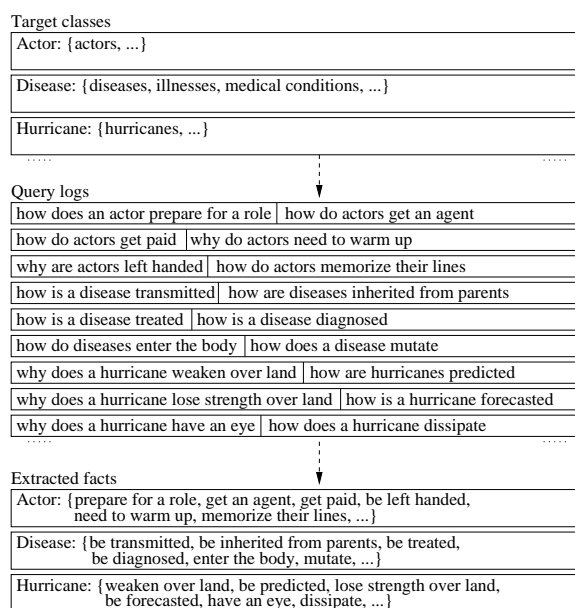 Target classes
Actor: {actors, ...}
Disease: {diseases, illnesses, medical conditions, ...}
Hurricane: {hurricanes, ...}
..... .....
Query logs
how does an actor prepare for a role how do actors get an agent
how do actors get paid why do actors need to warm up
why are actors left handed how do actors memorize their lines
how is a disease transmitted how are diseases inherited from parents
how is a disease treated how is a disease diagnosed
how do diseases enter the body how does a disease mutate
why does a hurricane weaken over land how are hurricanes predicted
why does a hurricane lose strength over land how is a hurricane forecasted
why does a hurricane have an eye how does a hurricane dissipate
..... .....
Extracted facts
Actor: {prepare for a role, get an agent, get paid, be left handed,
need to warm up, memorize their lines, ...}
Disease: {be transmitted, be inherited from parents, be treated,
be diagnosed, enter the body, mutate, ...}
Hurricane: {weaken over land, be predicted, lose strength over land,
be forecasted, have an eye, dissipate, ...}